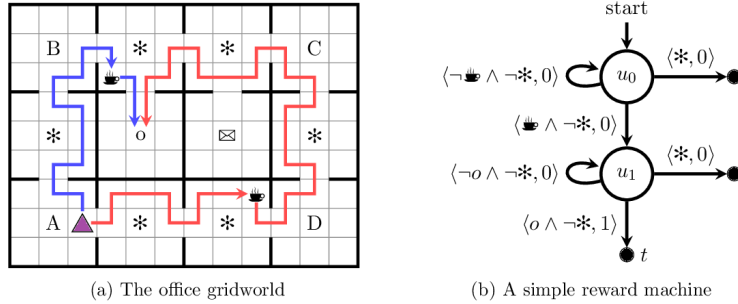 start
B * * C
⟨¬☕ ∧ ¬*, 0⟩ u₀ ⟨*, 0⟩
⟨☕ ∧ ¬*, 0⟩
* o ✉ *
⟨¬o ∧ ¬*, 0⟩ u₁ ⟨*, 0⟩
A * * D
⟨o ∧ ¬*, 1⟩
t
(a) The office gridworld
(b) A simple reward machine